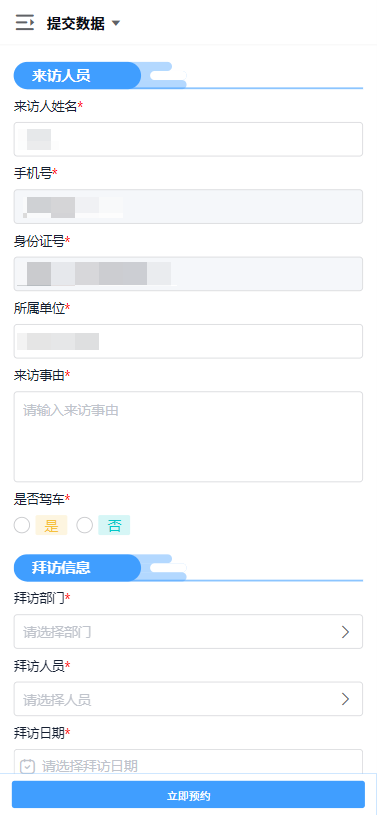 提交数据
来访人员
来访人姓名*
手机号*
身份证号*
所属单位*
来访事由*
请输入来访事由
是否驾车*
是 否
拜访信息
拜访部门*
请选择部门
拜访人员*
请选择人员
拜访日期*
请选择拜访日期
立即预约